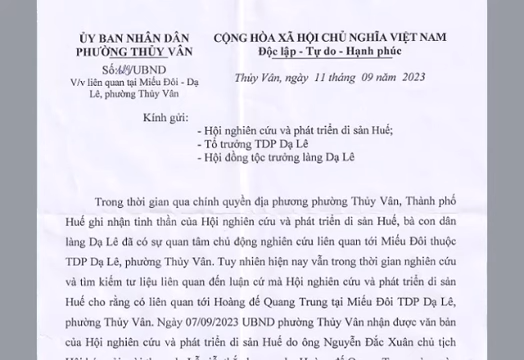 ỦY BAN NHÂN DÂN
PHƯỜNG THỦY VÂN
CỘNG HÒA XÃ HỘI CHỦ NGHĨA VIỆT NAM
Độc lập - Tự do - Hạnh phúc
Số: /UBND
V/v liên quan tại Miếu Đôi - Dạ
Lê, phường Thủy Vân
Thủy Vân, ngày 11 tháng 09 năm 2023
Kính gửi:
- Hội nghiên cứu và phát triển di sản Huế;
- Tổ trưởng TDP Dạ Lê
- Hội đồng tộc trưởng làng Dạ Lê
Trong thời gian qua chính quyền địa phương phường Thủy Vân, Thành phố
Huế ghi nhận tinh thần của Hội nghiên cứu và phát triển di sản Huế, bà con dân
làng Dạ Lê đã có sự quan tâm chủ động nghiên cứu liên quan tới Miếu Đôi thuộc
TDP Dạ Lê, phường Thủy Vân. Tuy nhiên hiện nay vẫn trong thời gian nghiên cứu
và tìm kiếm tư liệu liên quan đến luận cứ mà Hội nghiên cứu và phát triển di sản
Huế cho rằng có liên quan tới Hoàng đế Quang Trung tại Miếu Đôi TDP Dạ Lê,
phường Thủy Vân. Ngày 07/09/2023 UBND phường Thủy Vân nhận được văn bản
của Hội nghiên cứu và phát triển di sản Huế do ông Nguyễn Đắc Xuân chủ tịch